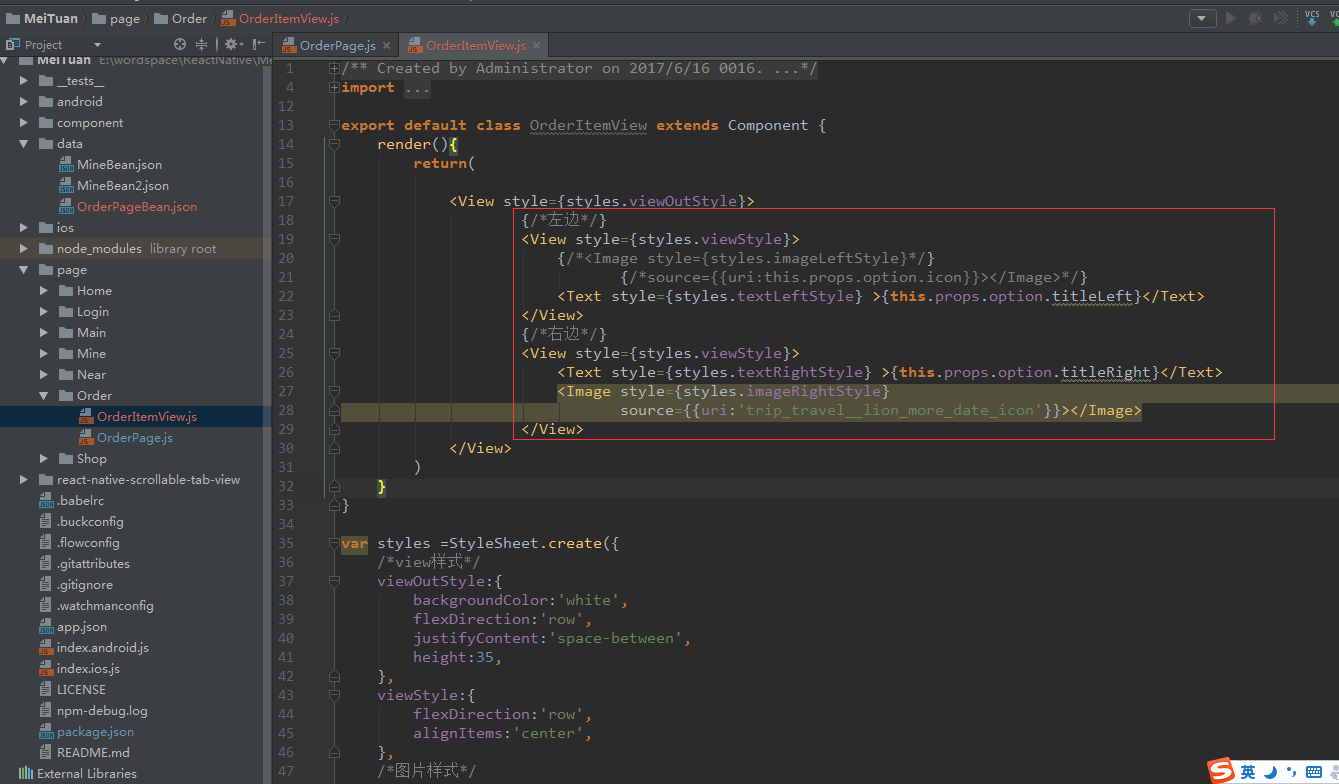 MeiTuan page Order OrderItemView.js
VCS
Project
OrderPage.js × OrderItemView.js ×
MeiTuan E:\wordspace\ReactNative\Me
__tests__
android
component
data
MineBean.json
MineBean2.json
OrderPageBean.json
ios
node_modules library root
page
Home
Login
Main
Mine
Near
Order
OrderItemView.js
OrderPage.js
Shop
react-native-scrollable-tab-view
.babelrc
.buckconfig
.flowconfig
.gitattributes
.gitignore
.watchmanconfig
app.json
index.android.js
index.ios.js
LICENSE
npm-debug.log
package.json
README.md
External Libraries
1 /** Created by Administrator on 2017/6/16 0016. ...*/
4 import ...
12
13 export default class OrderItemView extends Component {
14 render(){
15 return(
16
17 <View style={styles.viewOutStyle}>
18 {/*左边*/}
19 <View style={styles.viewStyle}>
20 {/*<Image style={styles.imageLeftStyle}*/}
21 {/*source={{uri:this.props.option.icon}}></Image>*/}
22 <Text style={styles.textLeftStyle} >{this.props.option.titleLeft}</Text>
23 </View>
24 {/*右边*/}
25 <View style={styles.viewStyle}>
26 <Text style={styles.textRightStyle} >{this.props.option.titleRight}</Text>
27 <Image style={styles.imageRightStyle}
28 source={{uri:'trip_travel__lion_more_date_icon'}}></Image>
29 </View>
30 </View>
31 )
32 }
33 }
34
35 var styles =StyleSheet.create({
36 /*view样式*/
37 viewOutStyle:{
38 backgroundColor:'white',
39 flexDirection:'row',
40 justifyContent:'space-between',
41 height:35,
42 },
43 viewStyle:{
44 flexDirection:'row',
45 alignItems:'center',
46 },
47 /*图片样式*/
英